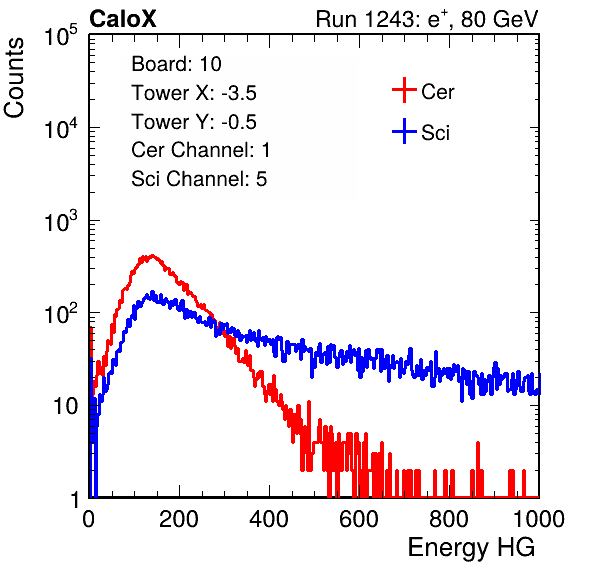 CaloX Run 1243: e⁺, 80 GeV
Board: 10
Tower X: -3.5
Tower Y: -0.5
Cer Channel: 1
Sci Channel: 5
Cer
Sci
Counts
10⁵
10⁴
10³
10²
10
1
0 200 400 600 800 1000
Energy HG